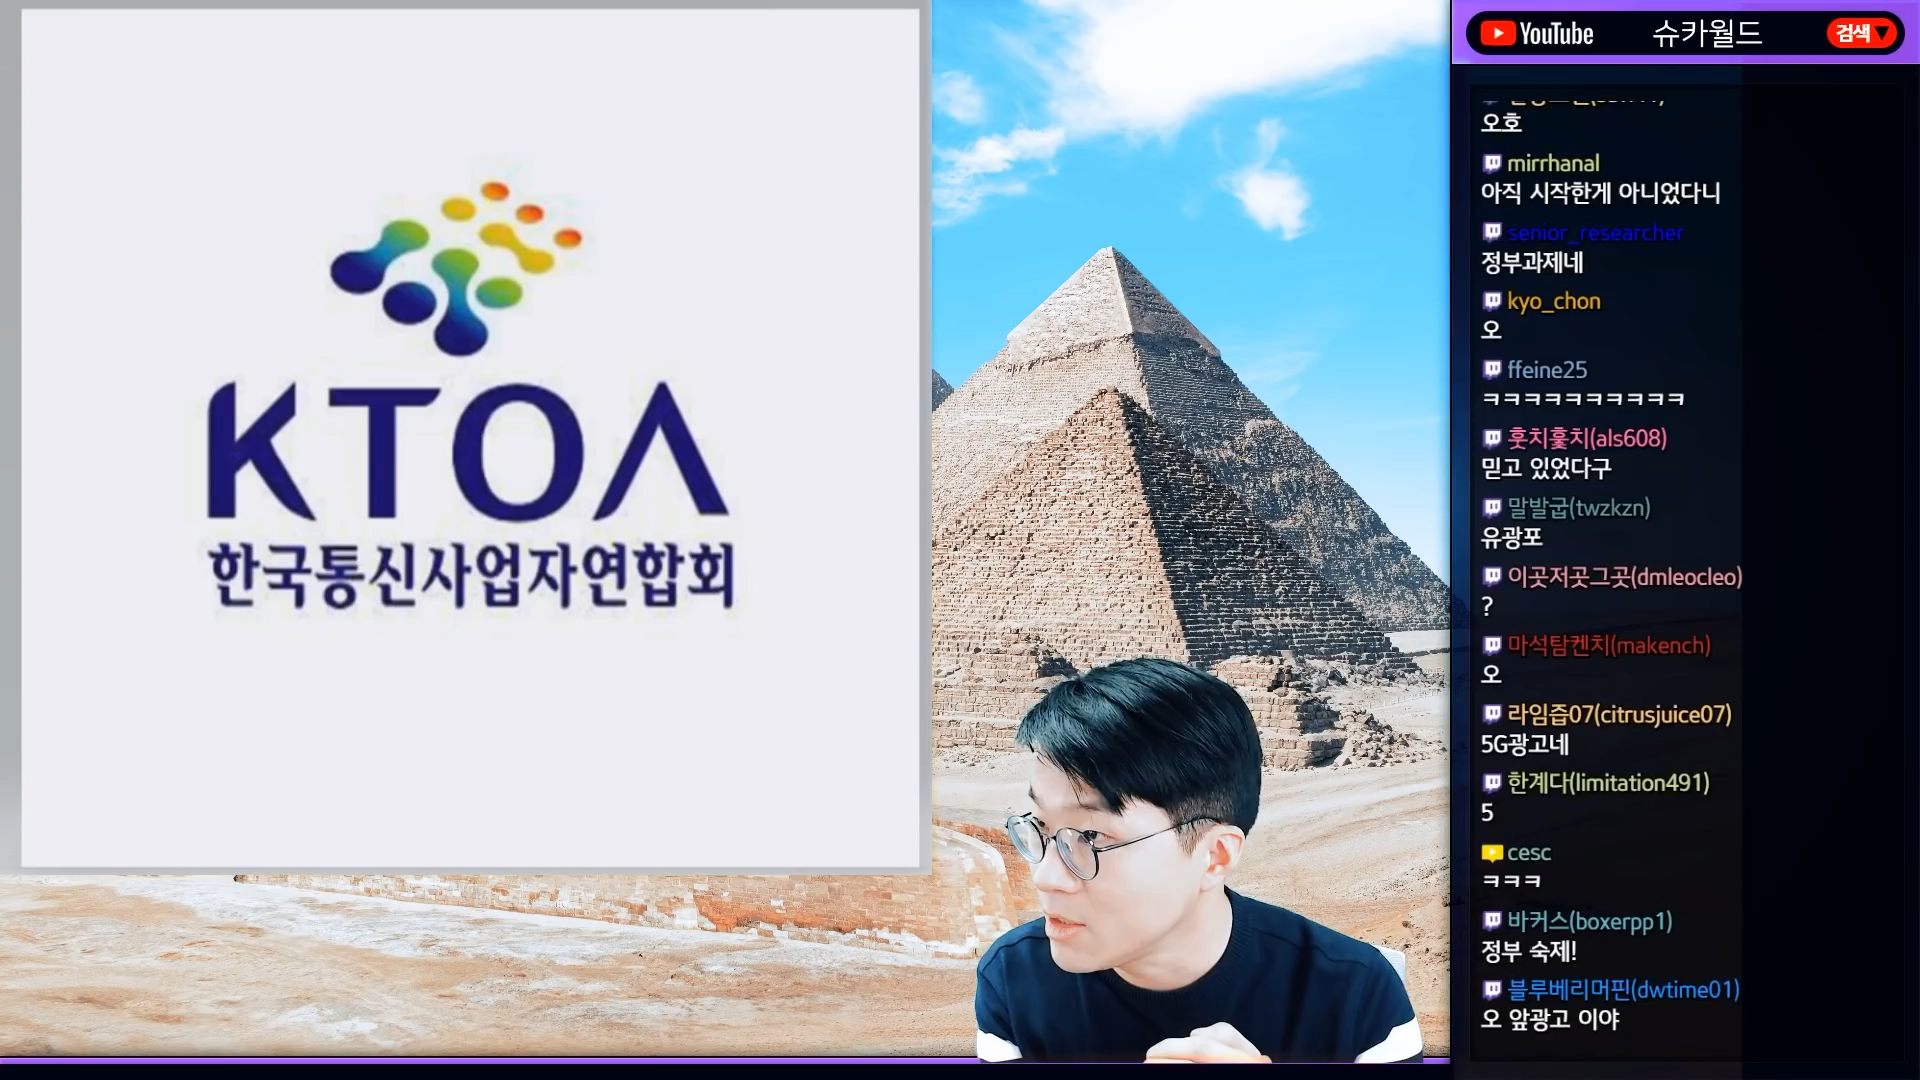 KTOA
한국통신사업자연합회
YouTube 슈카월드 검색▼
오호
mirrhanal
아직 시작한게 아니었다니
senior_researcher
정부과제네
kyo_chon
오
ffeine25
ㅋㅋㅋㅋㅋㅋㅋㅋㅋㅋ
훗치훛치(als608)
믿고 있었다구
말발굽(twzkzn)
유광포
이곳저곳그곳(dmleocleo)
?
마석탐켄치(makench)
오
라임즙07(citrusjuice07)
5G광고네
한계다(limitation491)
5
cesc
ㅋㅋㅋ
바커스(boxerpp1)
정부 숙제!
블루베리머핀(dwtime01)
오 앞광고 이야